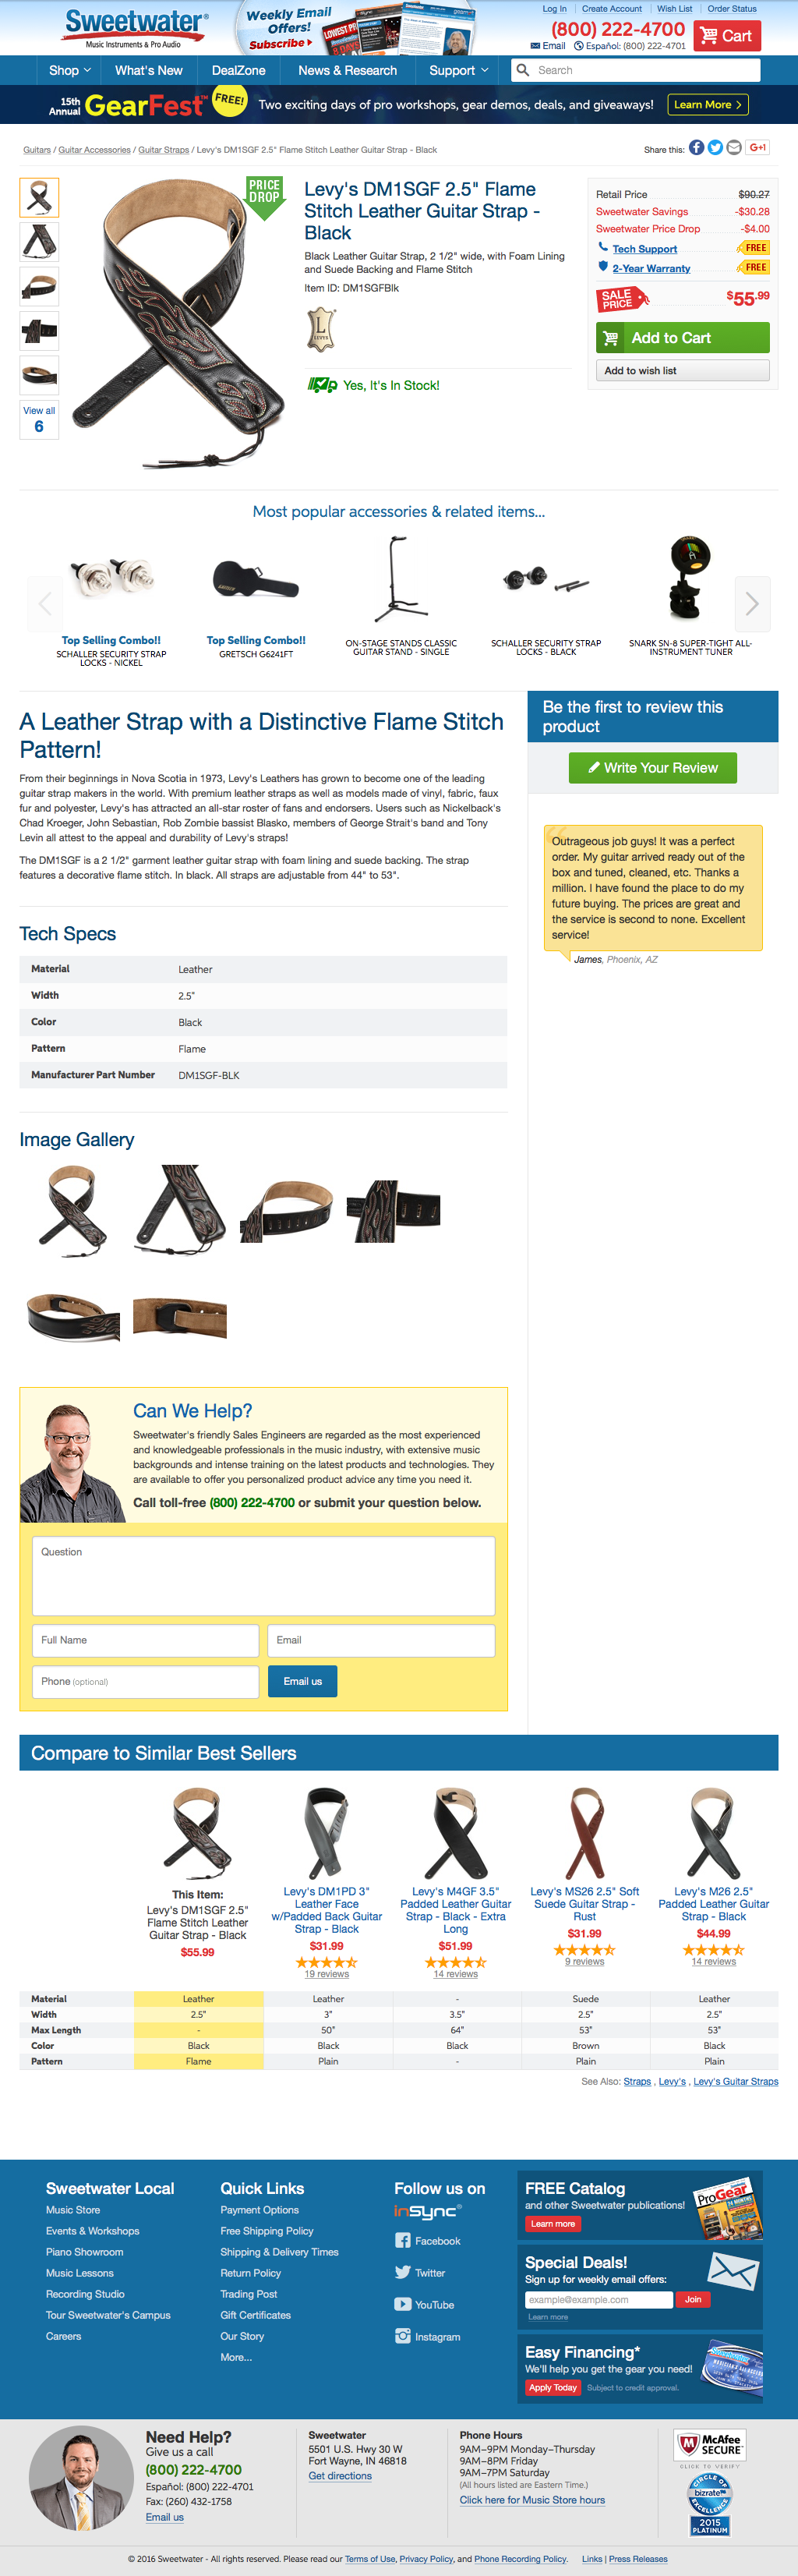 Sweetwater®
Music Instruments & Pro Audio
Weekly Email
Offers!
Subscribe
Log In
Create Account
Wish List
Order Status
(800) 222-4700
Email
Español: (800) 222-4701
Cart
Shop
What's New
DealZone
News & Research
Support
Search
15th
Annual
GearFest™
FREE!
Two exciting days of pro workshops, gear demos, deals, and giveaways!
Learn More >
Guitars / Guitar Accessories / Guitar Straps / Levy's DM1SGF 2.5" Flame Stitch Leather Guitar Strap - Black
Share this:
G+1
PRICE
DROP
View all
6
Levy's DM1SGF 2.5" Flame
Stitch Leather Guitar Strap -
Black
Black Leather Guitar Strap, 2 1/2" wide, with Foam Lining
and Suede Backing and Flame Stitch
Item ID: DM1SGFBlk
L
LEVY'S
Yes, It's In Stock!
Retail Price $90.27
Sweetwater Savings -$30.28
Sweetwater Price Drop -$4.00
Tech Support FREE
2-Year Warranty FREE
SALE
PRICE
$55.99
Add to Cart
Add to wish list
Most popular accessories & related items...
Top Selling Combo!!
SCHALLER SECURITY STRAP
LOCKS - NICKEL
Top Selling Combo!!
GRETSCH G6241FT
ON-STAGE STANDS CLASSIC
GUITAR STAND - SINGLE
SCHALLER SECURITY STRAP
LOCKS - BLACK
SNARK SN-8 SUPER-TIGHT ALL-
INSTRUMENT TUNER
A Leather Strap with a Distinctive Flame Stitch
Pattern!
From their beginnings in Nova Scotia in 1973, Levy's Leathers has grown to become one of the leading
guitar strap makers in the world. With premium leather straps as well as models made of vinyl, fabric, faux
fur and polyester, Levy's has attracted an all-star roster of fans and endorsers. Users such as Nickelback's
Chad Kroeger, John Sebastian, Rob Zombie bassist Blasko, members of George Strait's band and Tony
Levin all attest to the appeal and durability of Levy's straps!
The DM1SGF is a 2 1/2" garment leather guitar strap with foam lining and suede backing. The strap
features a decorative flame stitch. In black. All straps are adjustable from 44" to 53".
Tech Specs
Material Leather
Width 2.5"
Color Black
Pattern Flame
Manufacturer Part Number DM1SGF-BLK
Be the first to review this
product
Write Your Review
Outrageous job guys! It was a perfect
order. My guitar arrived ready out of the
box and tuned, cleaned, etc. Thanks a
million. I have found the place to do my
future buying. The prices are great and
the service is second to none. Excellent
service!
James, Phoenix, AZ
Image Gallery
Can We Help?
Sweetwater's friendly Sales Engineers are regarded as the most experienced
and knowledgeable professionals in the music industry, with extensive music
backgrounds and intense training on the latest products and technologies. They
are available to offer you personalized product advice any time you need it.
Call toll-free (800) 222-4700 or submit your question below.
Question
Full Name
Email
Phone (optional)
Email us
Compare to Similar Best Sellers
This Item:
Levy's DM1SGF 2.5"
Flame Stitch Leather
Guitar Strap - Black
$55.99
Levy's DM1PD 3"
Leather Face
w/Padded Back Guitar
Strap - Black
$31.99
19 reviews
Levy's M4GF 3.5"
Padded Leather Guitar
Strap - Black - Extra
Long
$51.99
14 reviews
Levy's MS26 2.5" Soft
Suede Guitar Strap -
Rust
$31.99
9 reviews
Levy's M26 2.5"
Padded Leather Guitar
Strap - Black
$44.99
14 reviews
Material Leather Leather - Suede Leather
Width 2.5" 3" 3.5" 2.5" 2.5"
Max Length - 50" 64" 53" 53"
Color Black Black Black Brown Black
Pattern Flame Plain - Plain Plain
See Also: Straps , Levy's , Levy's Guitar Straps
Sweetwater Local
Music Store
Events & Workshops
Piano Showroom
Music Lessons
Recording Studio
Tour Sweetwater's Campus
Careers
Quick Links
Payment Options
Free Shipping Policy
Shipping & Delivery Times
Return Policy
Trading Post
Gift Certificates
Our Story
More...
Follow us on
inSync®
Facebook
Twitter
YouTube
Instagram
FREE Catalog
and other Sweetwater publications!
Learn more
ProGear
Special Deals!
Sign up for weekly email offers:
example@example.com
Join
Learn more
Easy Financing*
We'll help you get the gear you need!
Apply Today
Subject to credit approval.
Need Help?
Give us a call
(800) 222-4700
Español: (800) 222-4701
Fax: (260) 432-1758
Email us
Sweetwater
5501 U.S. Hwy 30 W
Fort Wayne, IN 46818
Get directions
Phone Hours
9AM–9PM Monday–Thursday
9AM–8PM Friday
9AM–7PM Saturday
(All hours listed are Eastern Time.)
Click here for Music Store hours
McAfee
SECURE™
CLICK TO VERIFY
CIRCLE OF
bizrate
EXCELLENCE
2015
PLATINUM
© 2016 Sweetwater - All rights reserved. Please read our Terms of Use, Privacy Policy, and Phone Recording Policy. Links | Press Releases